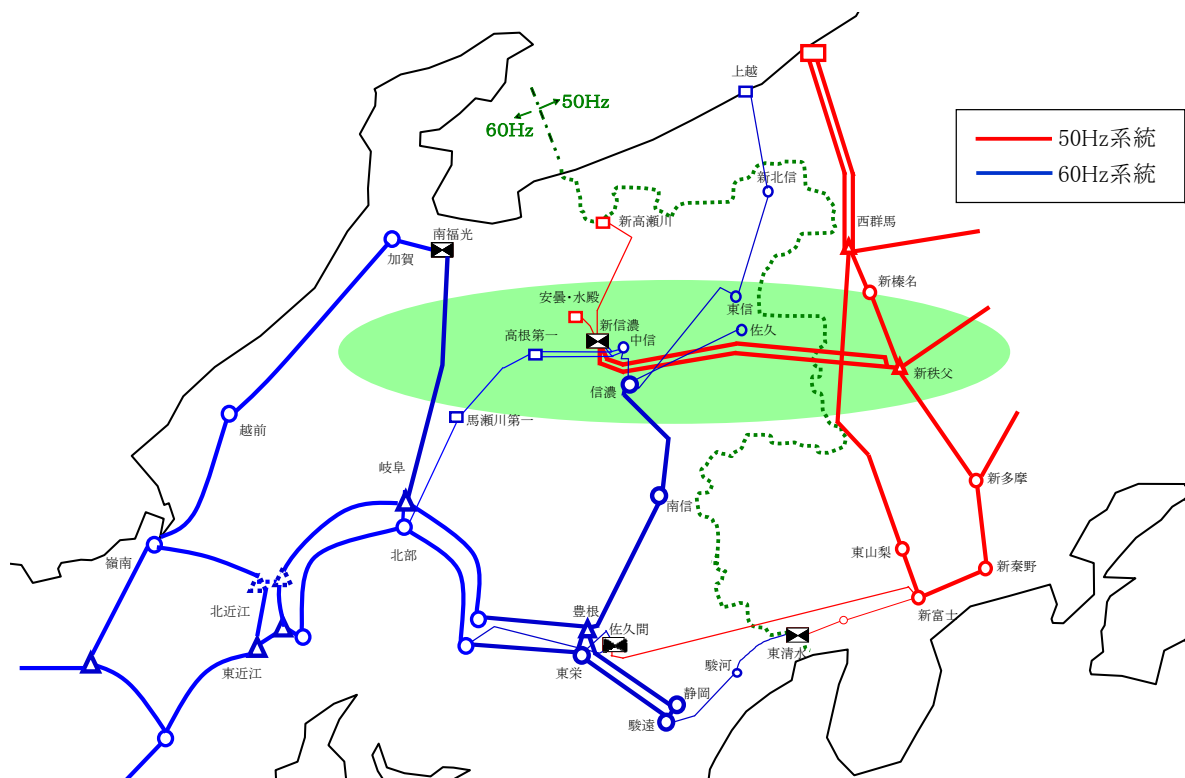 上越
50Hz
60Hz
50Hz系統
60Hz系統
新北信
新高瀬川
西群馬
南福光
加賀
新榛名
安曇・水殿
東信
新信濃
高根第一
中信
佐久
新秩父
信濃
馬瀬川第一
越前
岐阜
新多摩
南信
北部
東山梨
嶺南
新秦野
北近江
豊根
新富士
佐久間
東清水
東近江
東栄
駿河
静岡
駿遠